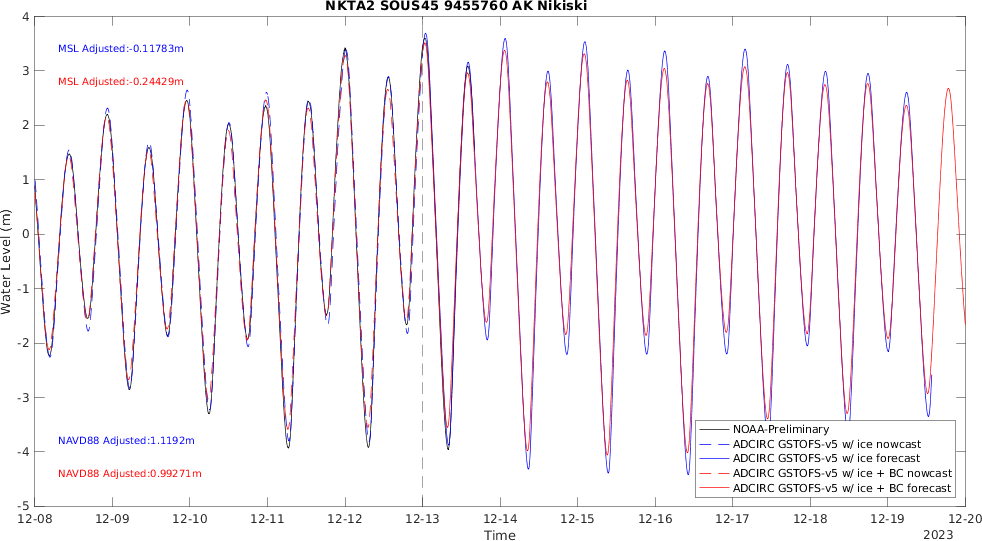 NKTA2 SOUS45 9455760 AK Nikiski
4
3
2
1
0
-1
-2
-3
-4
-5
Water Level (m)
MSL Adjusted:-0.11783m
MSL Adjusted:-0.24429m
NAVD88 Adjusted:1.1192m
NAVD88 Adjusted:0.99271m
NOAA-Preliminary
ADCIRC GSTOFS-v5 w/ ice nowcast
ADCIRC GSTOFS-v5 w/ ice forecast
ADCIRC GSTOFS-v5 w/ ice + BC nowcast
ADCIRC GSTOFS-v5 w/ ice + BC forecast
12-08 12-09 12-10 12-11 12-12 12-13 12-14 12-15 12-16 12-17 12-18 12-19 12-20
Time
2023